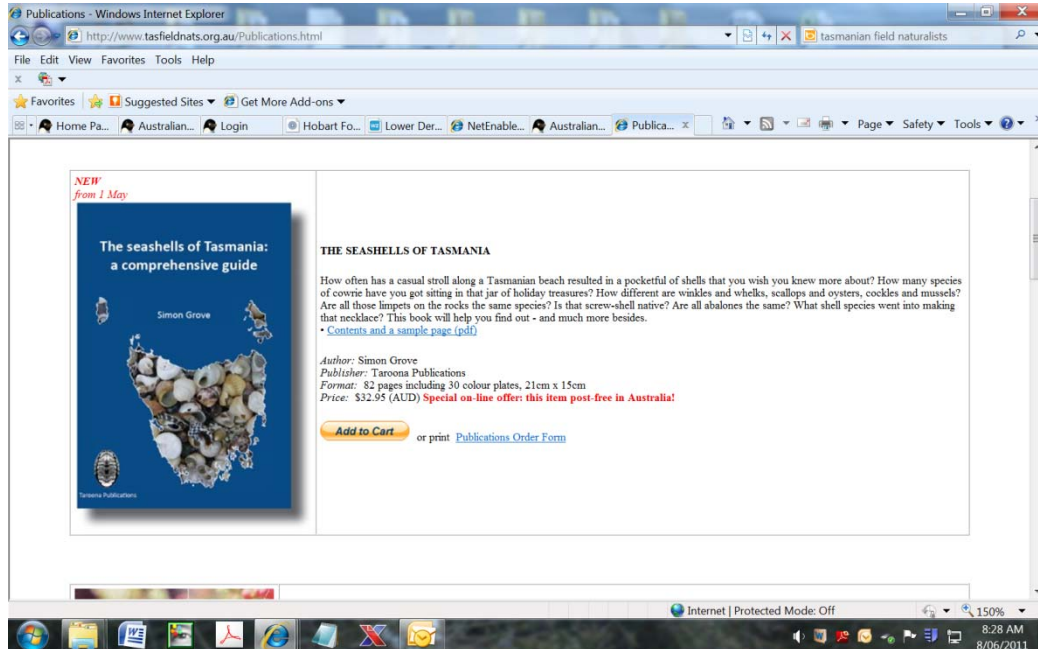 Publications - Windows Internet Explorer
http://www.tasfieldnats.org.au/Publications.html
tasmanian field naturalists
File Edit View Favorites Tools Help
x
Favorites Suggested Sites Get More Add-ons
Home Pa... Australian... Login Hobart Fo... Lower Der... NetEnable... Australian... Publica... x Page Safety Tools
NEW
from 1 May
The seashells of Tasmania:
a comprehensive guide
Simon Grove
Taroona Publications
THE SEASHELLS OF TASMANIA
How often has a casual stroll along a Tasmanian beach resulted in a pocketful of shells that you wish you knew more about? How many species
of cowrie have you got sitting in that jar of holiday treasures? How different are winkles and whelks, scallops and oysters, cockles and mussels?
Are all those limpets on the rocks the same species? Is that screw-shell native? Are all abalones the same? What shell species went into making
that necklace? This book will help you find out - and much more besides.
• Contents and a sample page (pdf)
Author: Simon Grove
Publisher: Taroona Publications
Format: 82 pages including 30 colour plates, 21cm x 15cm
Price: $32.95 (AUD) Special on-line offer: this item post-free in Australia!
Add to Cart or print Publications Order Form
Internet | Protected Mode: Off 150%
8:28 AM
8/06/2011